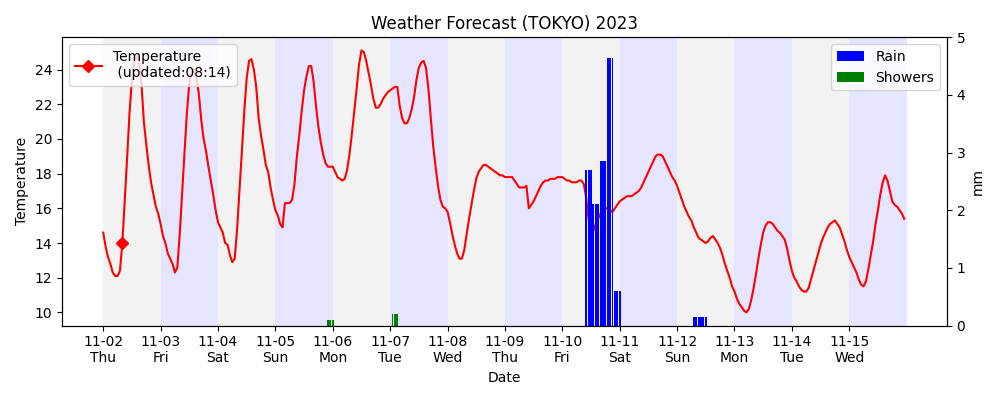 Weather Forecast (TOKYO) 2023
Temperature
(updated:08:14)
Rain
Showers
Temperature
24
22
20
18
16
14
12
10
5
4
3
2
1
0
mm
11-02 11-03 11-04 11-05 11-06 11-07 11-08 11-09 11-10 11-11 11-12 11-13 11-14 11-15
Thu Fri Sat Sun Mon Tue Wed Thu Fri Sat Sun Mon Tue Wed
Date